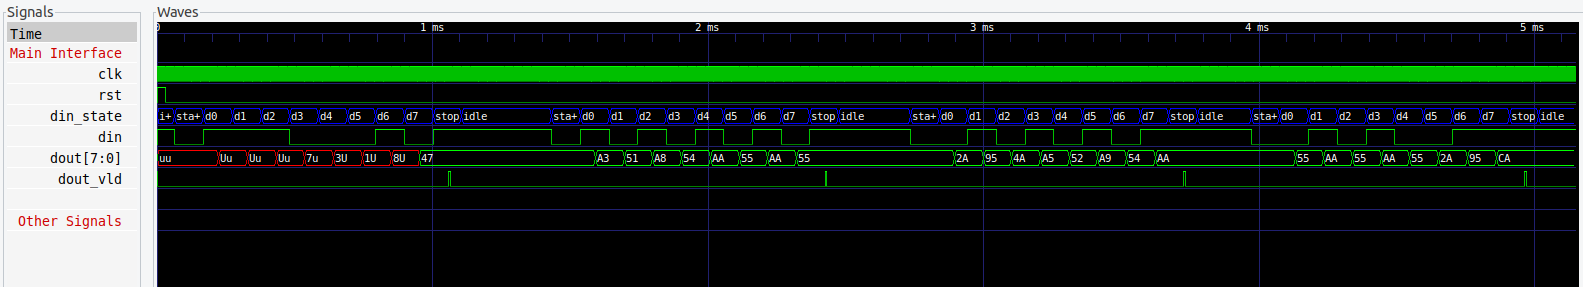 Signals
Waves
Time
0 1 ms 2 ms 3 ms 4 ms 5 ms
Main Interface
clk
rst
din_state i+ sta+ d0 d1 d2 d3 d4 d5 d6 d7 stop idle sta+ d0 d1 d2 d3 d4 d5 d6 d7 stop idle sta+ d0 d1 d2 d3 d4 d5 d6 d7 stop idle sta+ d0 d1 d2 d3 d4 d5 d6 d7 stop idle
din
dout[7:0] uu Uu Uu Uu 7u 3U 1U 8U 47 A3 51 A8 54 AA 55 AA 55 2A 95 4A A5 52 A9 54 AA 55 AA 55 AA 55 2A 95 CA
dout_vld
Other Signals